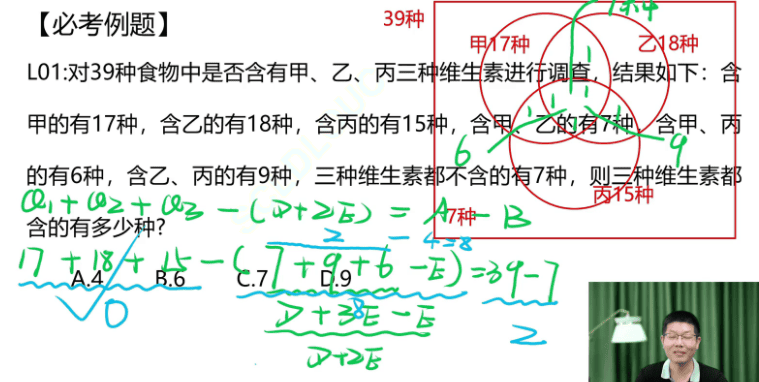 【必考例题】
39种
甲17种
乙18种
L01:对39种食物中是否含有甲、乙、丙三种维生素进行调查，结果如下：含
甲的有17种，含乙的有18种，含丙的有15种，含甲、乙的有7种，含甲、丙
6
9
的有6种，含乙、丙的有9种，三种维生素都不含的有7种，则三种维生素都
丙15种
7种
含的有多少种?
A.4 B.6 C.7 D.9
2 - 4=8
17 + 18 + 15 - ( 7 + 9 + 6 - E) = 39 - 7
0
8
2
D + 3E - E
D+2E